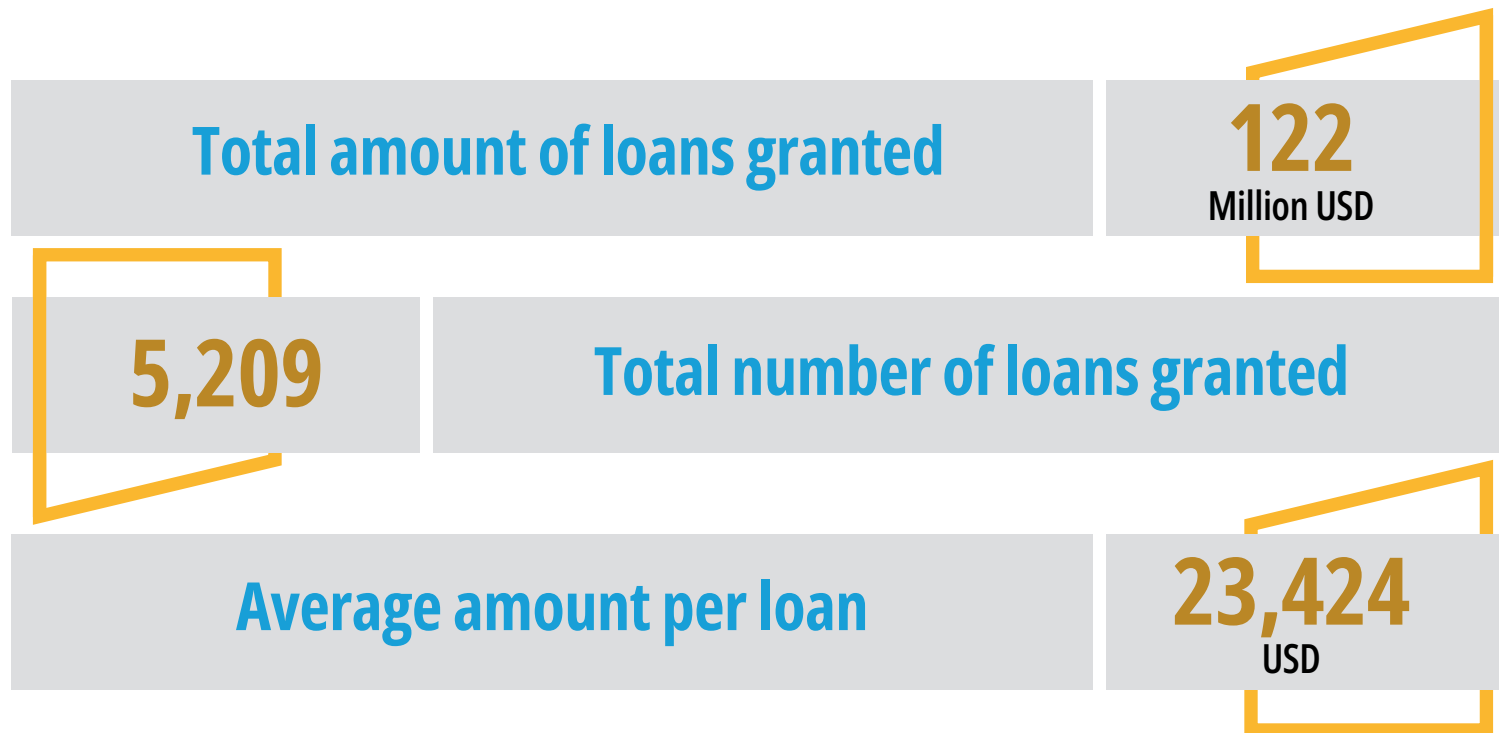 Total amount of loans granted
122
Million USD
5,209
Total number of loans granted
Average amount per loan
23,424
USD